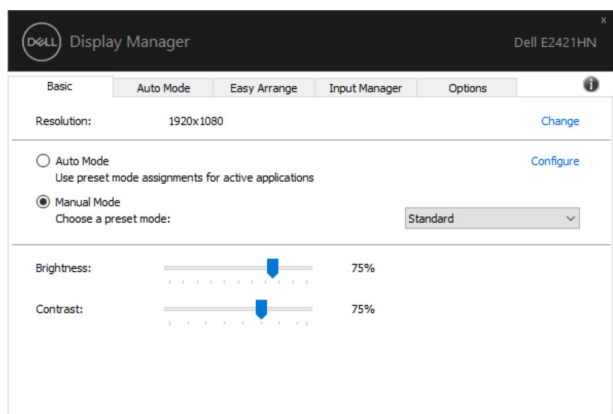 DELL Display Manager Dell E2421HN
x
Basic Auto Mode Easy Arrange Input Manager Options
Resolution: 1920x1080 Change
Auto Mode Configure
Use preset mode assignments for active applications
Manual Mode
Choose a preset mode: Standard
Brightness: 75%
Contrast: 75%